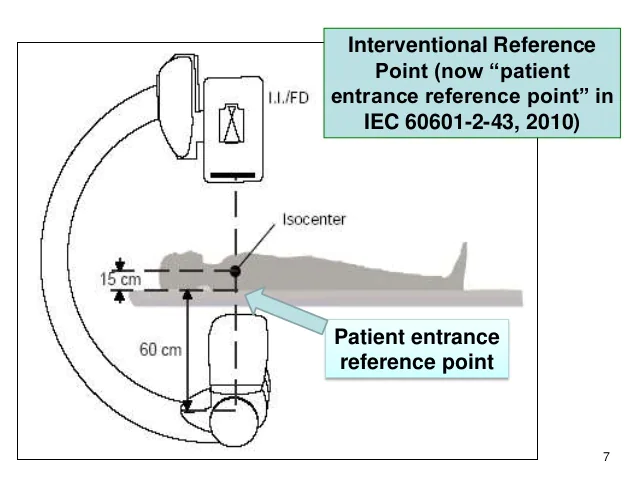 Interventional Reference
Point (now “patient
entrance reference point” in
IEC 60601-2-43, 2010)
I.I./FD
Isocenter
15 cm
60 cm
Patient entrance
reference point
7